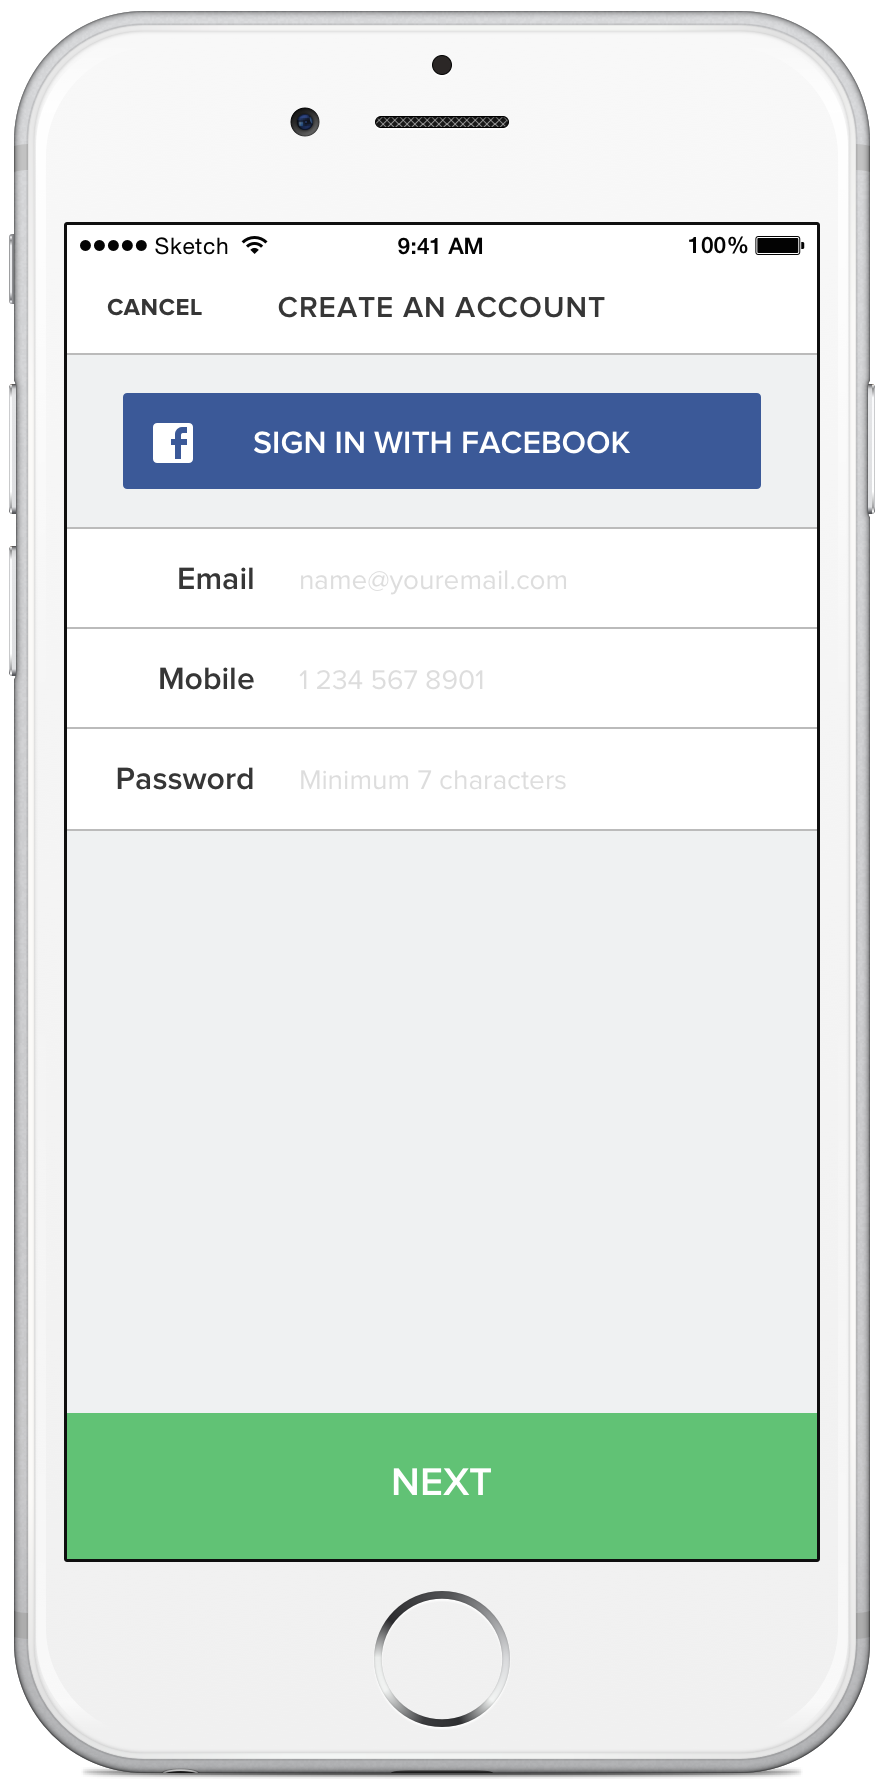 Sketch 9:41 AM 100%
CANCEL CREATE AN ACCOUNT
SIGN IN WITH FACEBOOK
Email name@youremail.com
Mobile 1 234 567 8901
Password Minimum 7 characters
NEXT